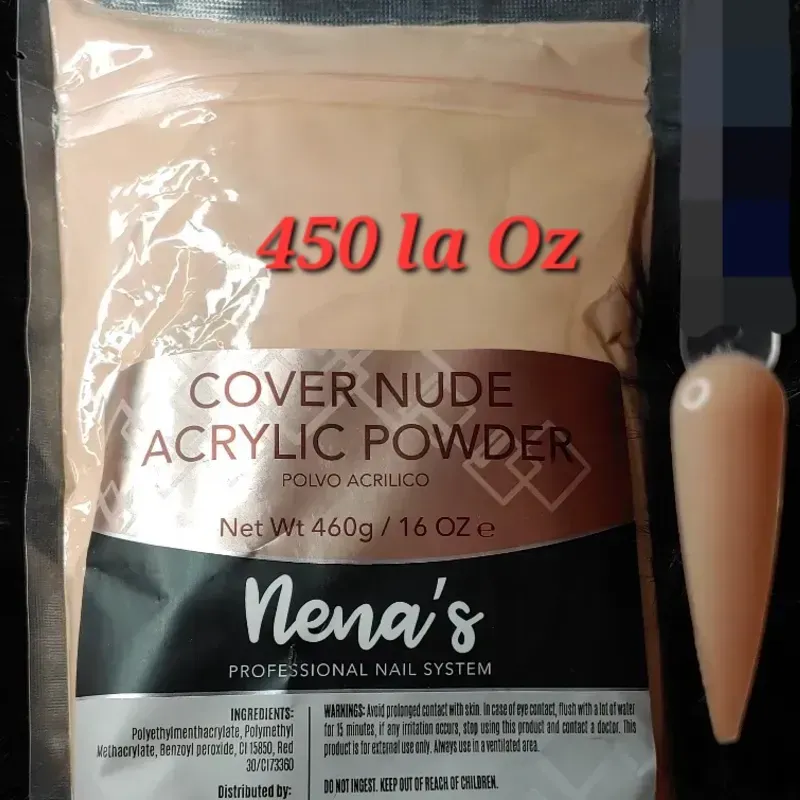 450 la Oz
COVER NUDE
ACRYLIC POWDER
POLVO ACRILICO
Net Wt 460g / 16 OZ e
Nena's
PROFESSIONAL NAIL SYSTEM
INGREDIENTS:
Polyethylmenthacrylate, Polymethyl
Methacrylate, Benzoyl peroxide, CI 15850, Red
30/CI73360
Distributed by:
WARNINGS: Avoid prolonged contact with skin. In case of eye contact, flush with a lot of water
for 15 minutes, if any irritation occurs, stop using this product and contact a doctor. This
product is for external use only. Always use in a ventilated area.
DO NOT INGEST. KEEP OUT OF REACH OF CHILDREN.